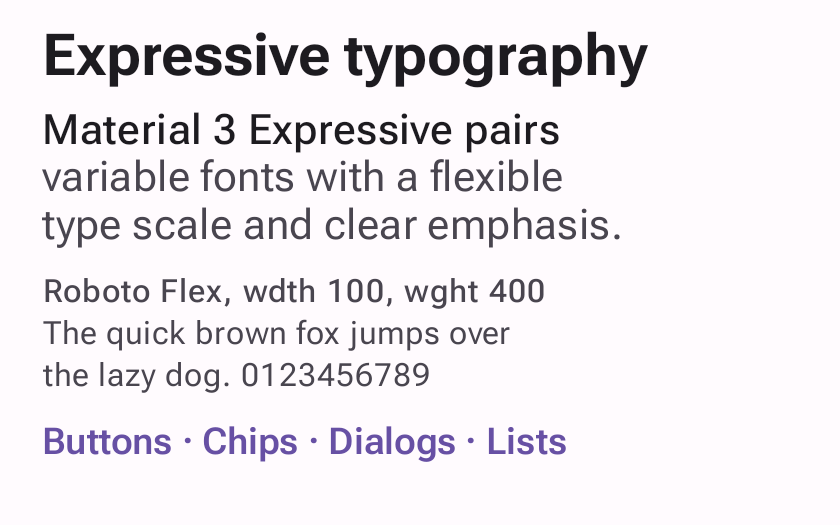 Expressive typography
Material 3 Expressive pairs
variable fonts with a flexible
type scale and clear emphasis.
Roboto Flex, wdth 100, wght 400
The quick brown fox jumps over
the lazy dog. 0123456789
Buttons · Chips · Dialogs · Lists